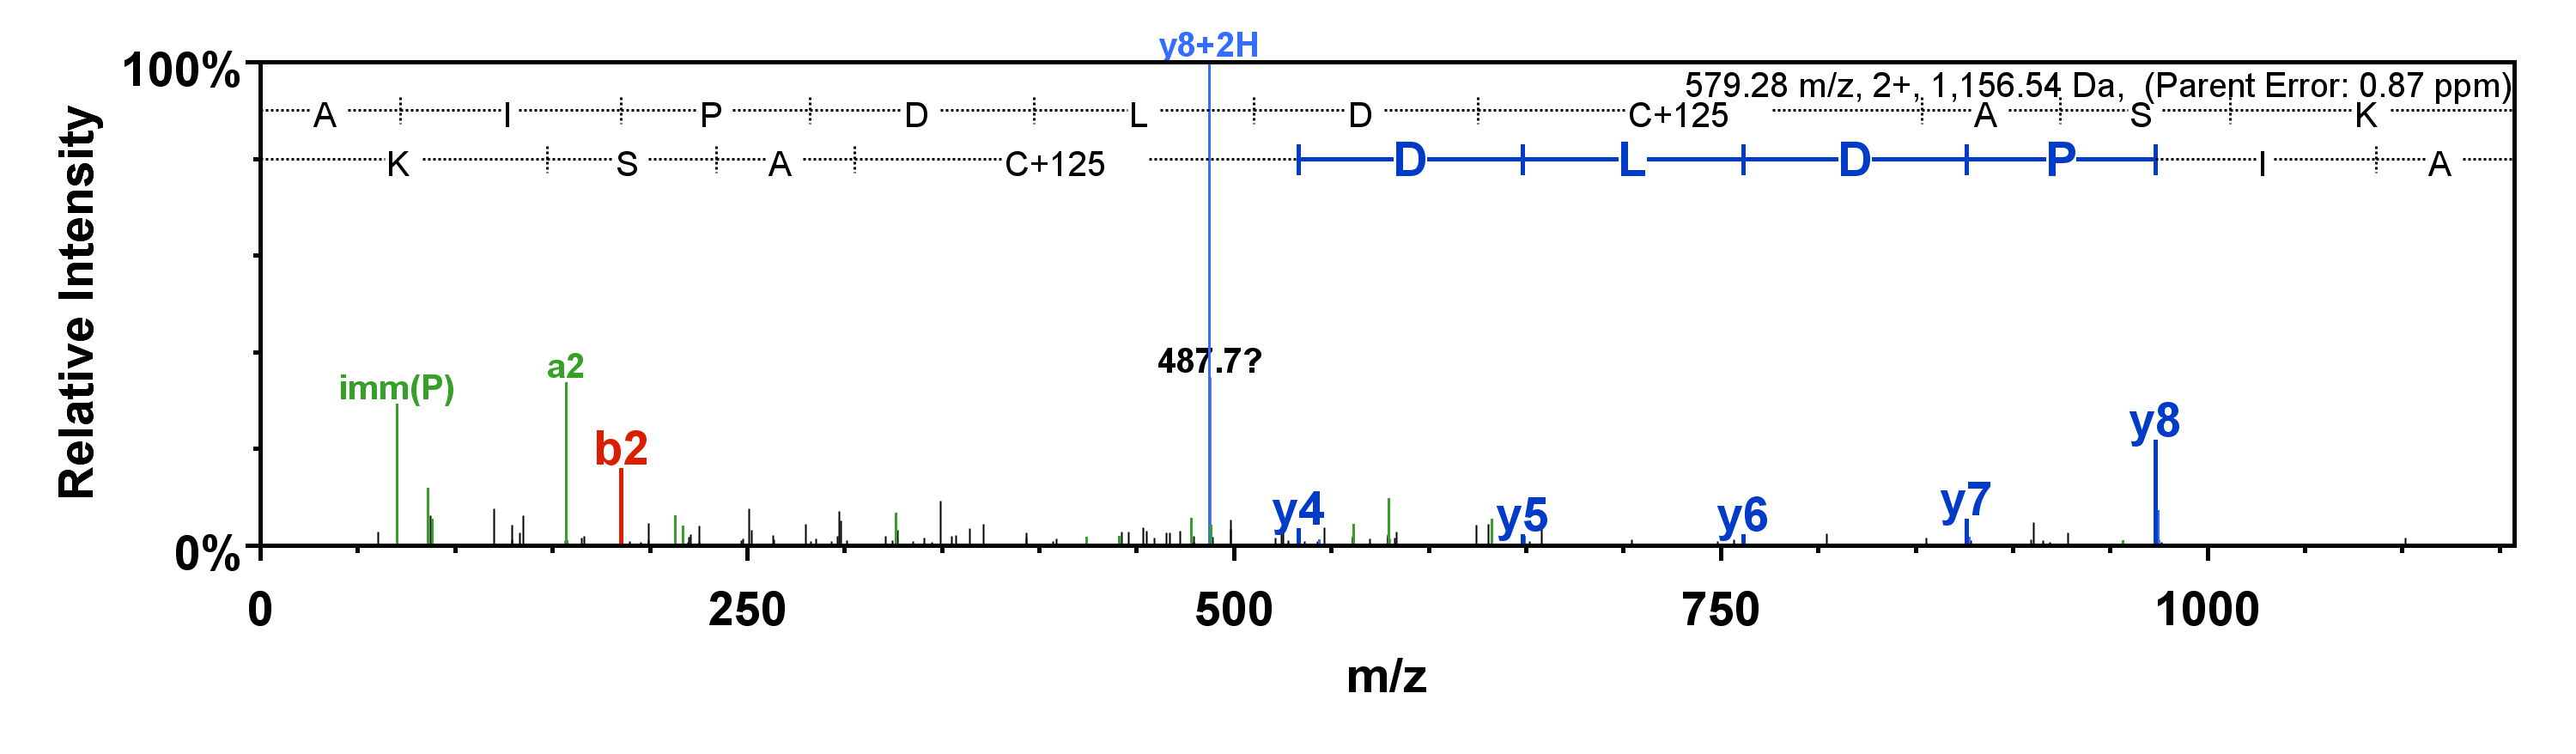 y8+2H
100%
579.28 m/z, 2+, 1,156.54 Da, (Parent Error: 0.87 ppm)
A I P D L D C+125 A S K
K S A C+125 D L D P I A
Relative Intensity
487.7?
imm(P) a2
b2 y8
y4 y5 y6 y7
0%
0 250 500 750 1000
m/z